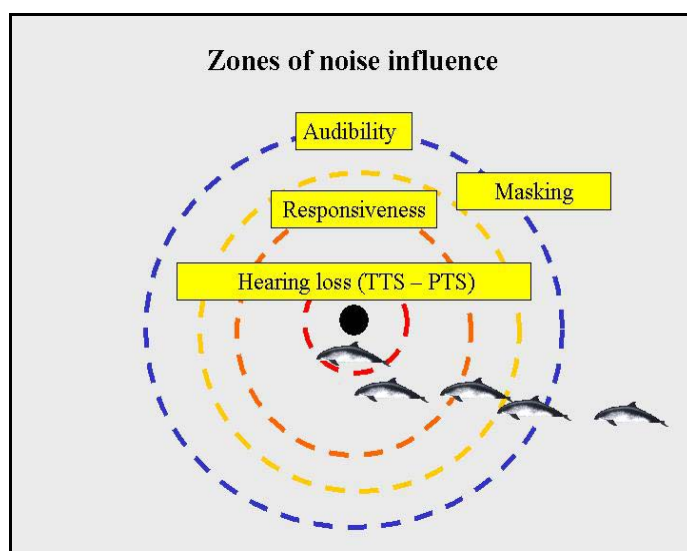 Zones of noise influence
Audibility
Masking
Responsiveness
Hearing loss (TTS – PTS)